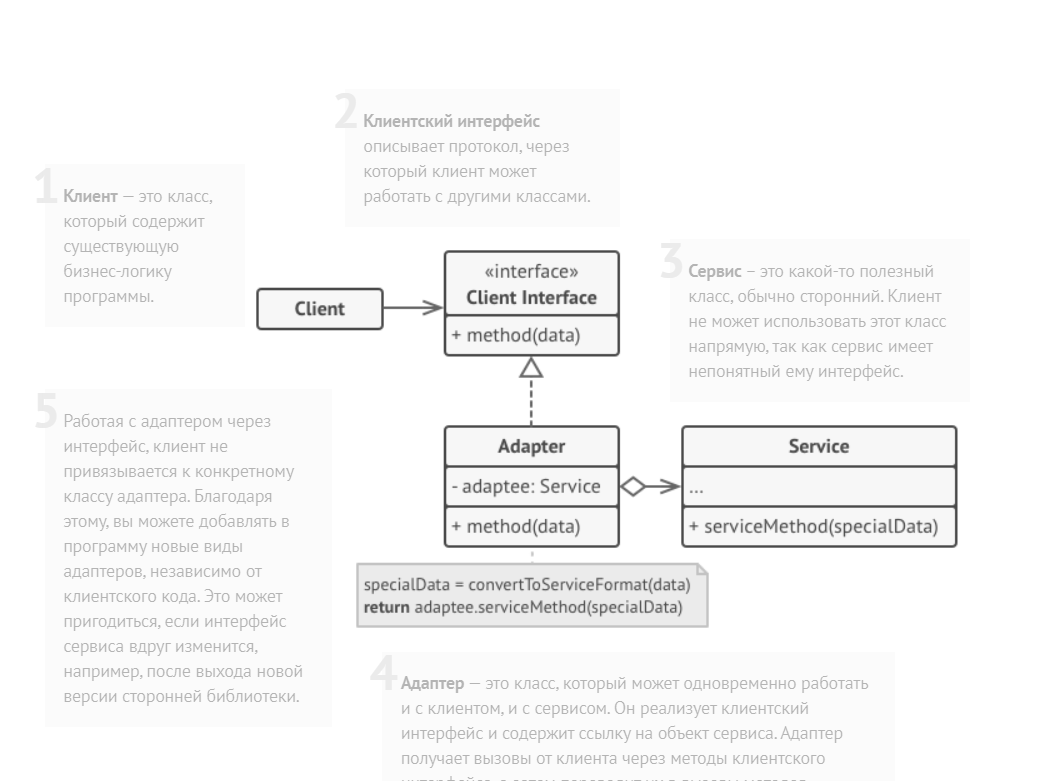 1
Клиент — это класс,
который содержит
существующую
бизнес-логику
программы.
2
Клиентский интерфейс
описывает протокол, через
который клиент может
работать с другими классами.
3
Сервис – это какой-то полезный
класс, обычно сторонний. Клиент
не может использовать этот класс
напрямую, так как сервис имеет
непонятный ему интерфейс.
Client
«interface»
Client Interface
+ method(data)
Adapter
- adaptee: Service
+ method(data)
Service
...
+ serviceMethod(specialData)
specialData = convertToServiceFormat(data)
return adaptee.serviceMethod(specialData)
5
Работая с адаптером через
интерфейс, клиент не
привязывается к конкретному
классу адаптера. Благодаря
этому, вы можете добавлять в
программу новые виды
адаптеров, независимо от
клиентского кода. Это может
пригодиться, если интерфейс
сервиса вдруг изменится,
например, после выхода новой
версии сторонней библиотеки.
4
Адаптер — это класс, который может одновременно работать
и с клиентом, и с сервисом. Он реализует клиентский
интерфейс и содержит ссылку на объект сервиса. Адаптер
получает вызовы от клиента через методы клиентского